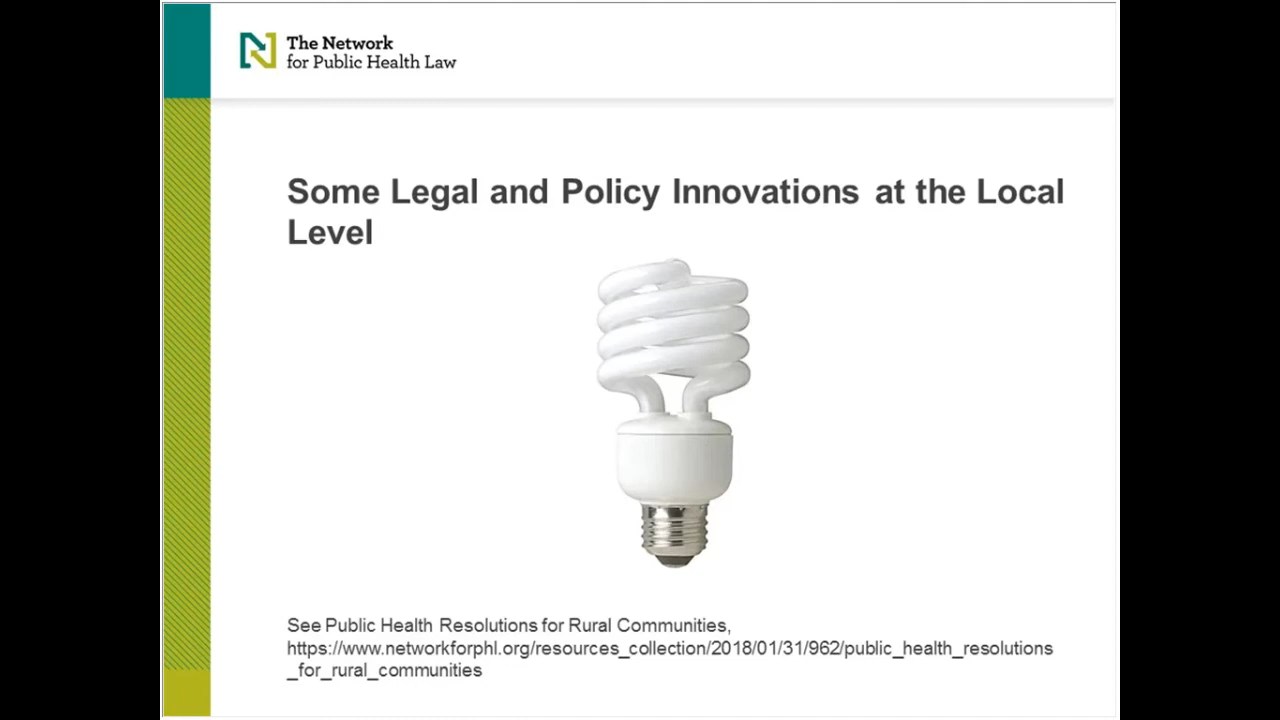 The Network
for Public Health Law
Some Legal and Policy Innovations at the Local
Level
See Public Health Resolutions for Rural Communities,
https://www.networkforphl.org/resources_collection/2018/01/31/962/public_health_resolutions
_for_rural_communities